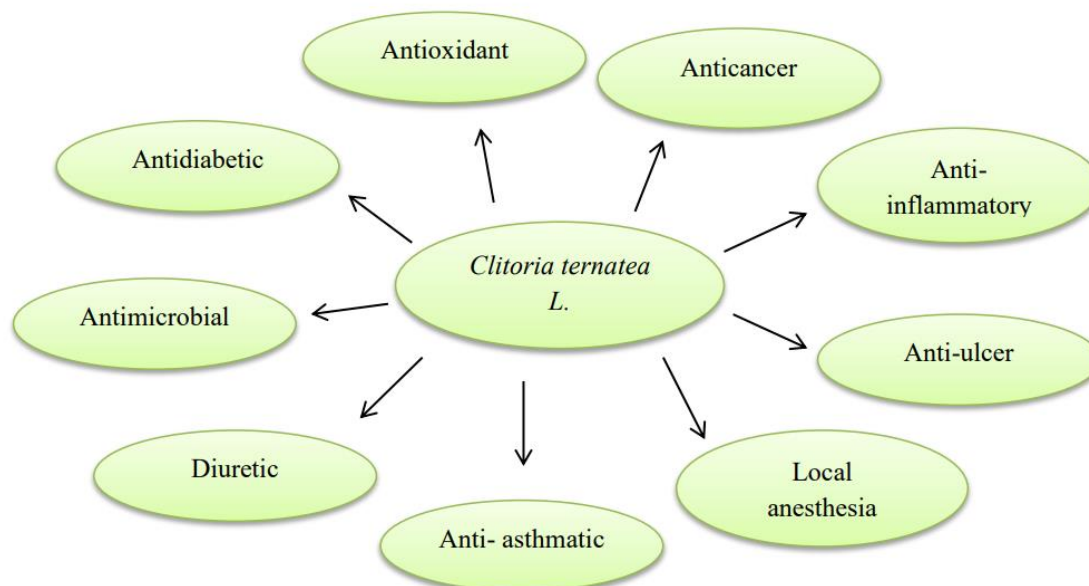 Antioxidant
Anticancer
Antidiabetic
Anti-
inflammatory
Clitoria ternatea
L.
Antimicrobial
Anti-ulcer
Diuretic
Local
anesthesia
Anti- asthmatic